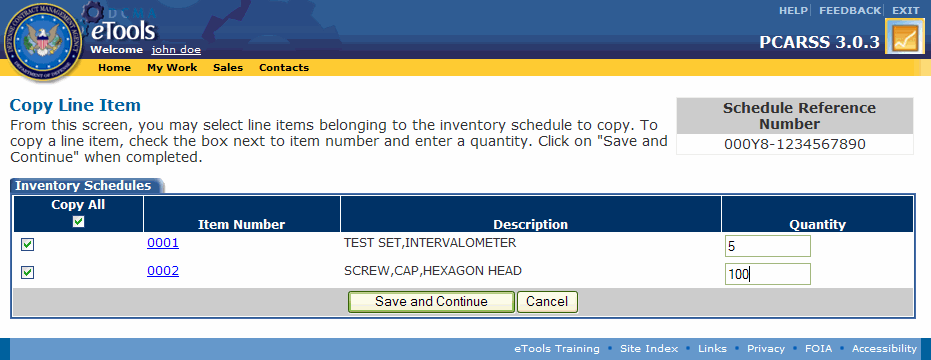 HELP | FEEDBACK | EXIT
DCMA
eTools
Welcome john doe
PCARSS 3.0.3
Home My Work Sales Contacts
Copy Line Item
From this screen, you may select line items belonging to the inventory schedule to copy. To
copy a line item, check the box next to item number and enter a quantity. Click on "Save and
Continue" when completed.
Schedule Reference
Number
000Y8-1234567890
Inventory Schedules
Copy All
Item Number Description Quantity
0001 TEST SET,INTERVALOMETER 5
0002 SCREW,CAP,HEXAGON HEAD 100
Save and Continue Cancel
eTools Training • Site Index • Links • Privacy • FOIA • Accessibility